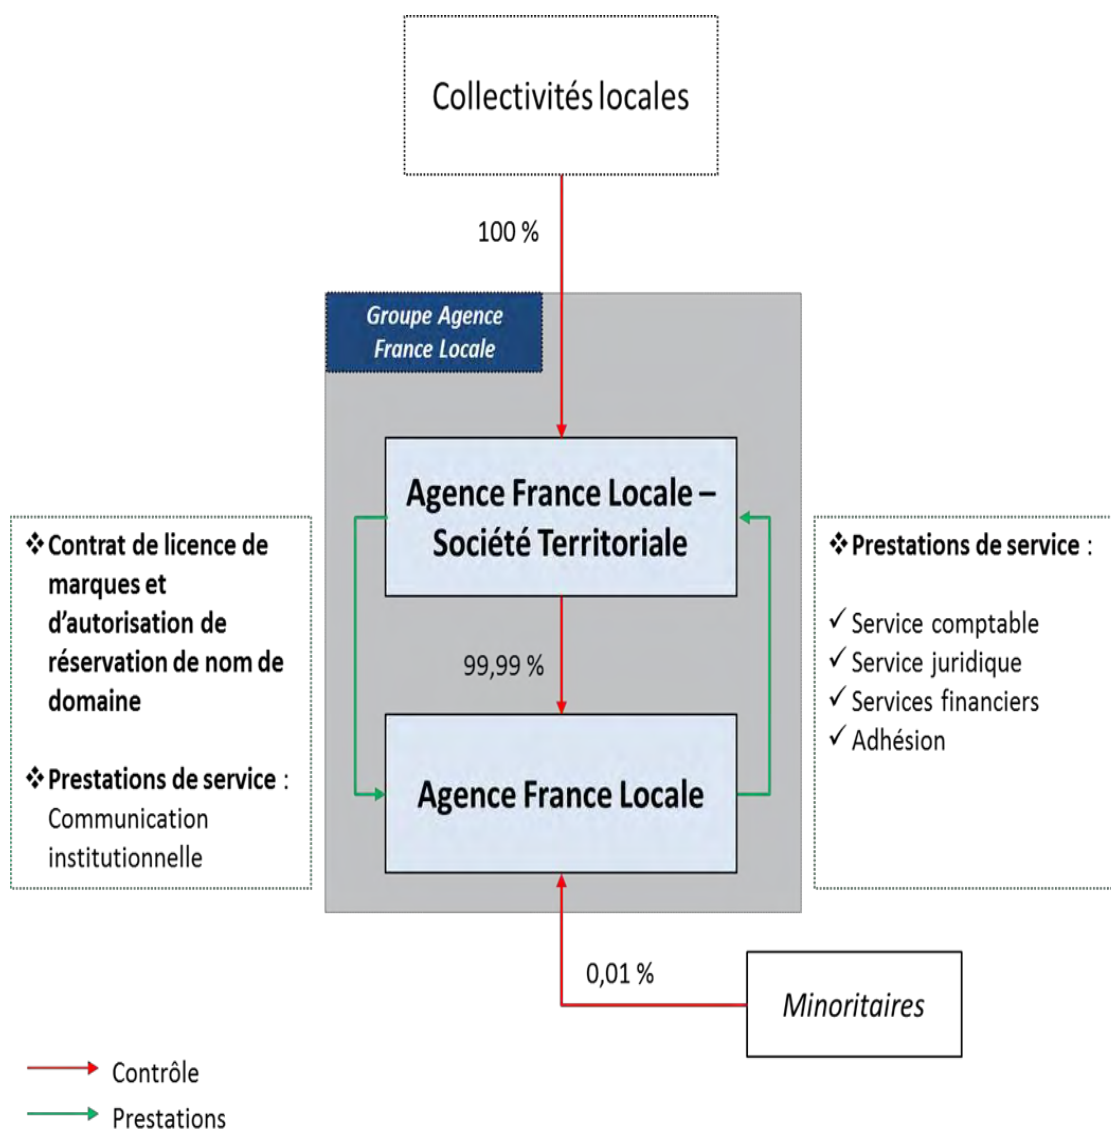 Collectivités locales
100 %
Groupe Agence
France Locale
Agence France Locale –
Société Territoriale
❖Contrat de licence de
marques et
d’autorisation de
réservation de nom de
domaine
❖Prestations de service :
Communication
institutionnelle
99,99 %
❖Prestations de service :
✓ Service comptable
✓ Service juridique
✓ Services financiers
✓ Adhésion
Agence France Locale
0,01 %
Minoritaires
Contrôle
Prestations